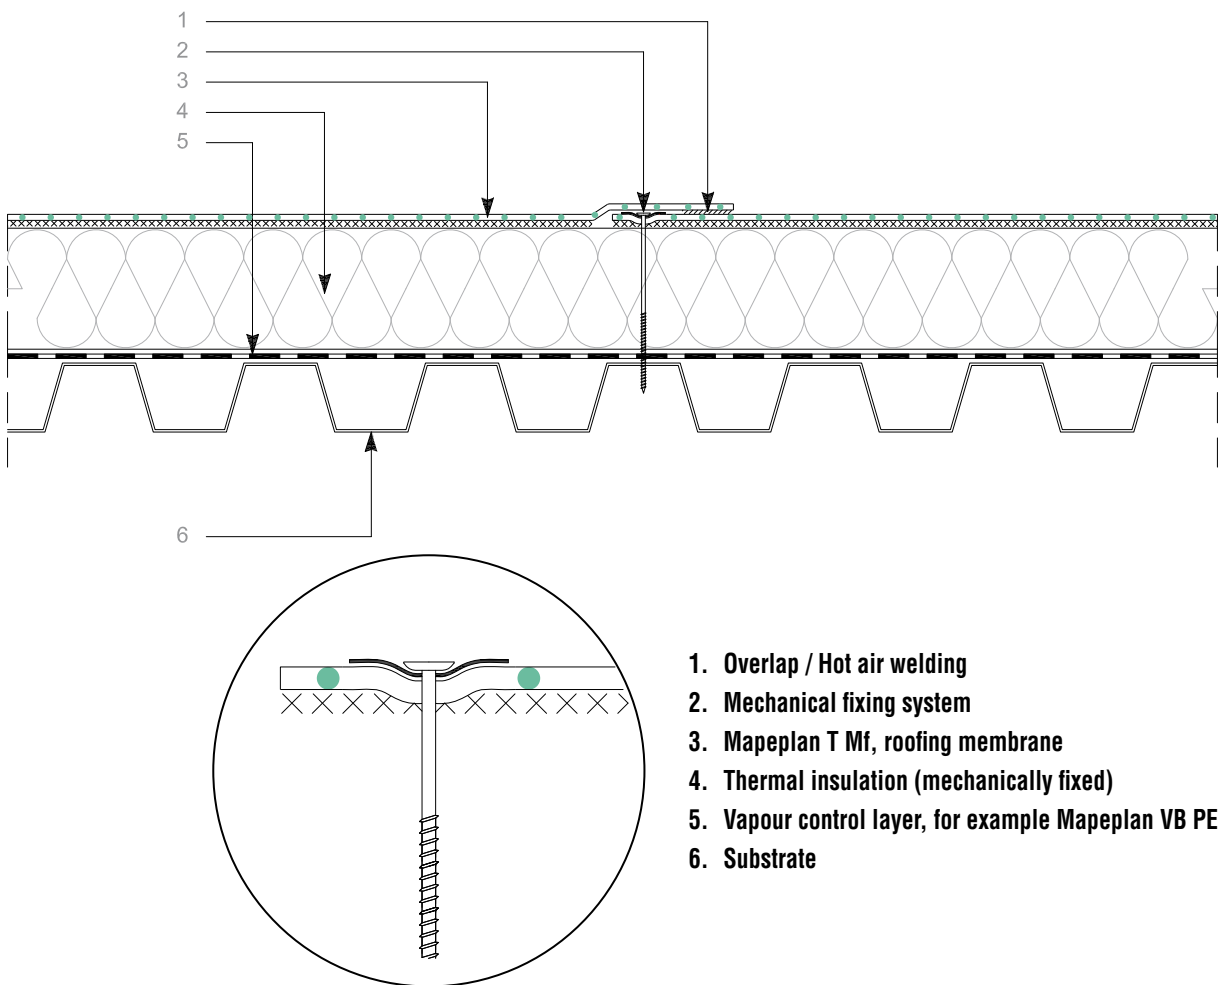 1
2
3
4
5
6
1. Overlap / Hot air welding
2. Mechanical fixing system
3. Mapeplan T Mf, roofing membrane
4. Thermal insulation (mechanically fixed)
5. Vapour control layer, for example Mapeplan VB PE
6. Substrate